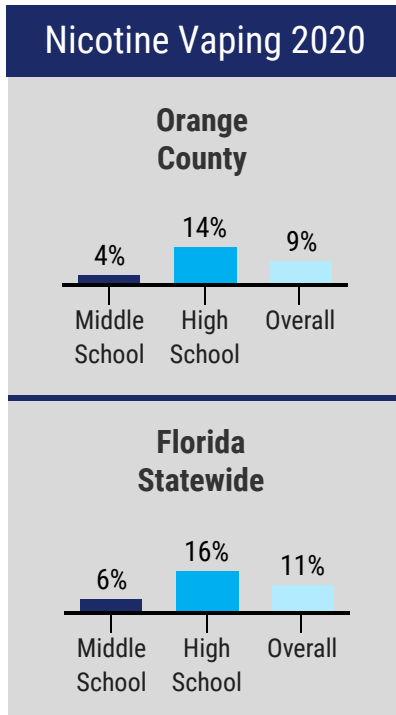 Nicotine Vaping 2020
Orange
County
4%
14%
9%
Middle
School
High
School
Overall
Florida
Statewide
6%
16%
11%
Middle
School
High
School
Overall